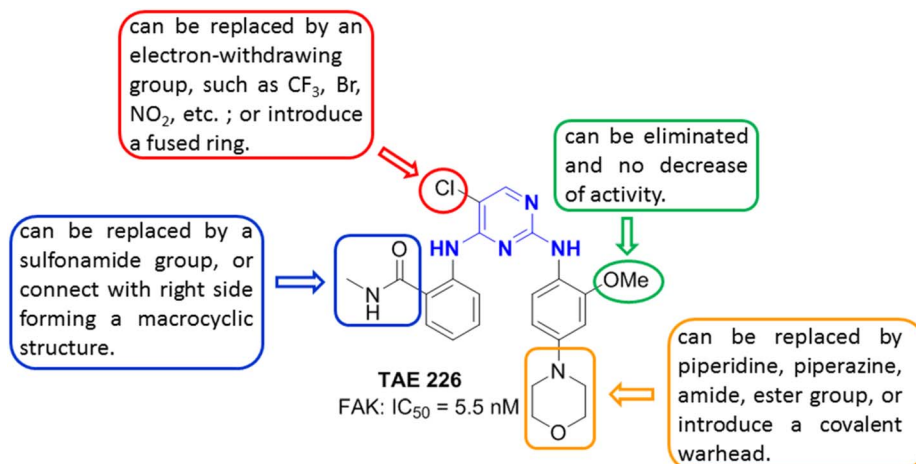 can be replaced by an
electron-withdrawing
group, such as CF₃, Br,
NO₂, etc. ; or introduce
a fused ring.
can be eliminated
and no decrease
of activity.
Cl
N
can be replaced by a
sulfonamide group, or
connect with right side
forming a macrocyclic
structure.
O
HN
N
NH
N
H
OMe
can be replaced by
piperidine, piperazine,
amide, ester group, or
introduce a covalent
warhead.
N
O
TAE 226
FAK: IC₅₀ = 5.5 nM